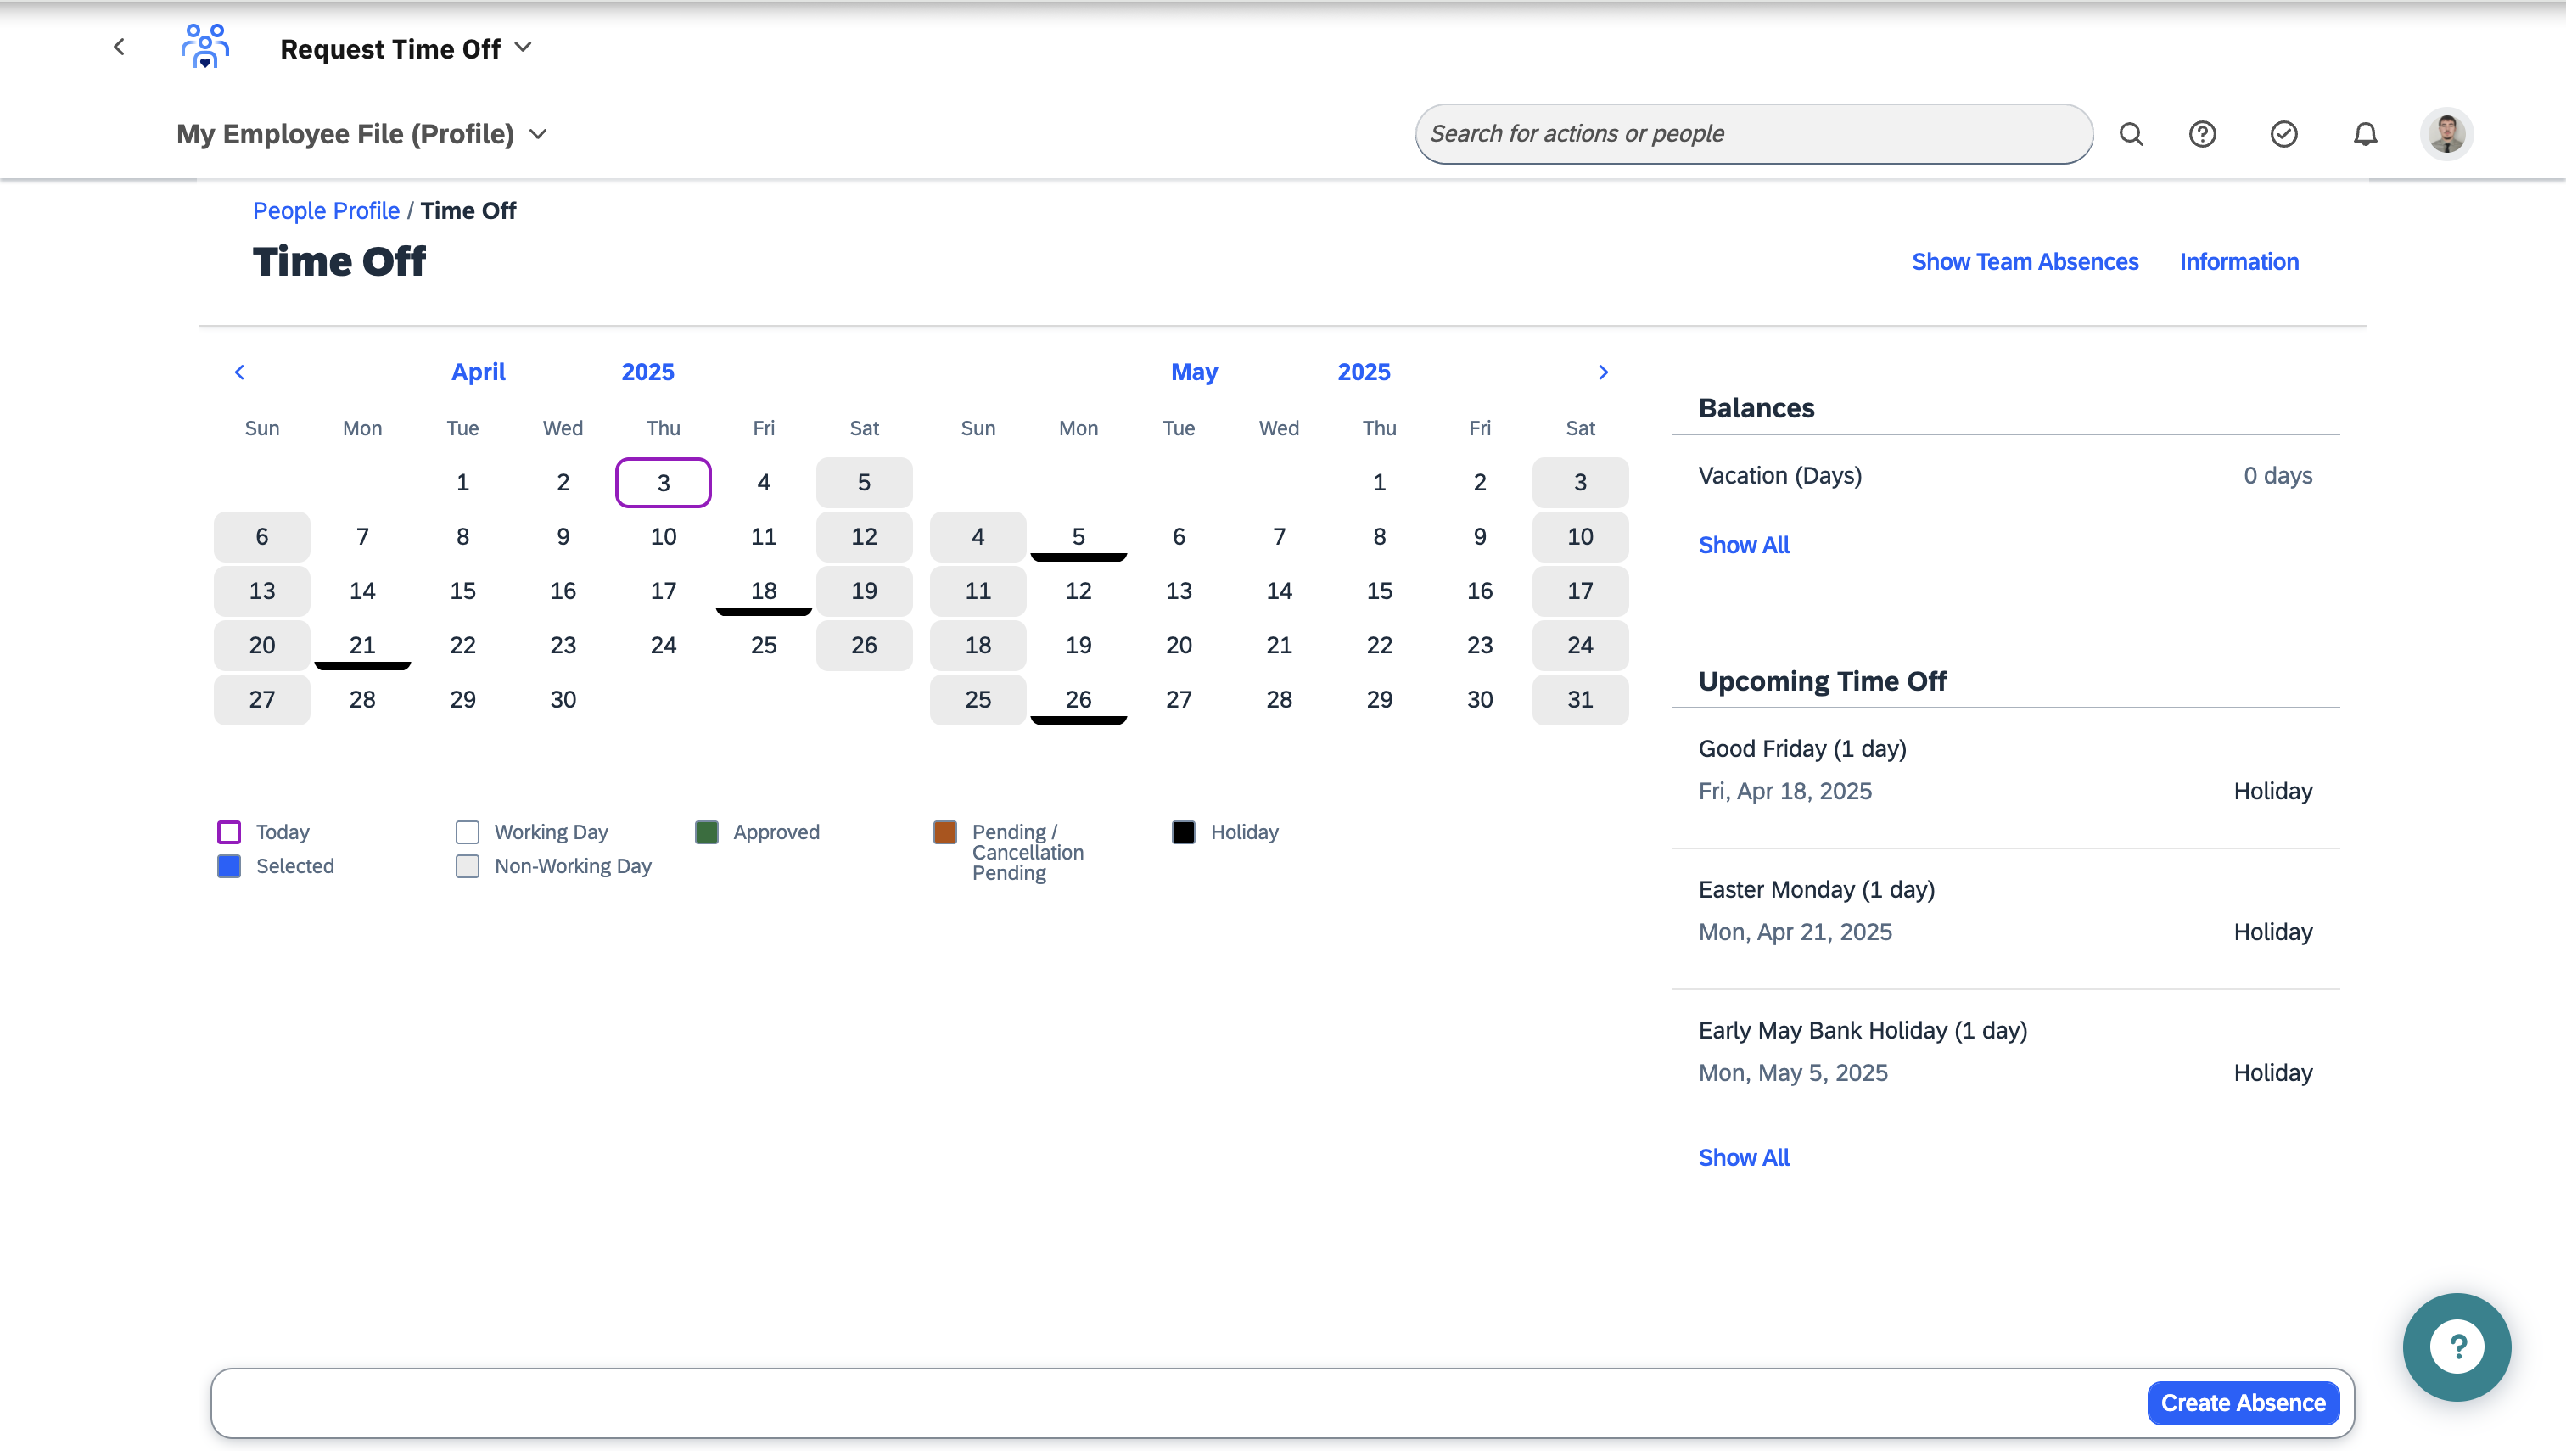 Request Time Off
My Employee File (Profile)
Search for actions or people
People Profile / Time Off
Time Off
Show Team Absences Information
April 2025
Sun Mon Tue Wed Thu Fri Sat
1 2 3 4 5
6 7 8 9 10 11 12
13 14 15 16 17 18 19
20 21 22 23 24 25 26
27 28 29 30
May 2025
Sun Mon Tue Wed Thu Fri Sat
1 2 3
4 5 6 7 8 9 10
11 12 13 14 15 16 17
18 19 20 21 22 23 24
25 26 27 28 29 30 31
Today
Selected
Working Day
Non-Working Day
Approved
Pending /
Cancellation
Pending
Holiday
Balances
Vacation (Days) 0 days
Show All
Upcoming Time Off
Good Friday (1 day)
Fri, Apr 18, 2025 Holiday
Easter Monday (1 day)
Mon, Apr 21, 2025 Holiday
Early May Bank Holiday (1 day)
Mon, May 5, 2025 Holiday
Show All
?
Create Absence